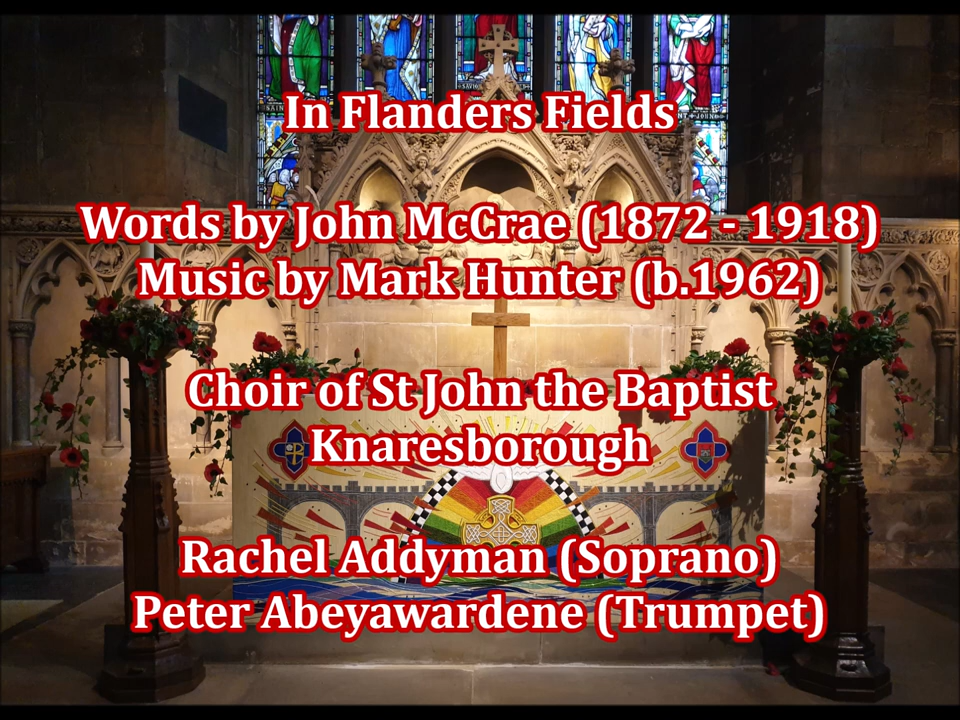 In Flanders Fields
Words by John McCrae (1872 - 1918)
Music by Mark Hunter (b.1962)
Choir of St John the Baptist
Knaresborough
Rachel Addyman (Soprano)
Peter Abeyawardene (Trumpet)